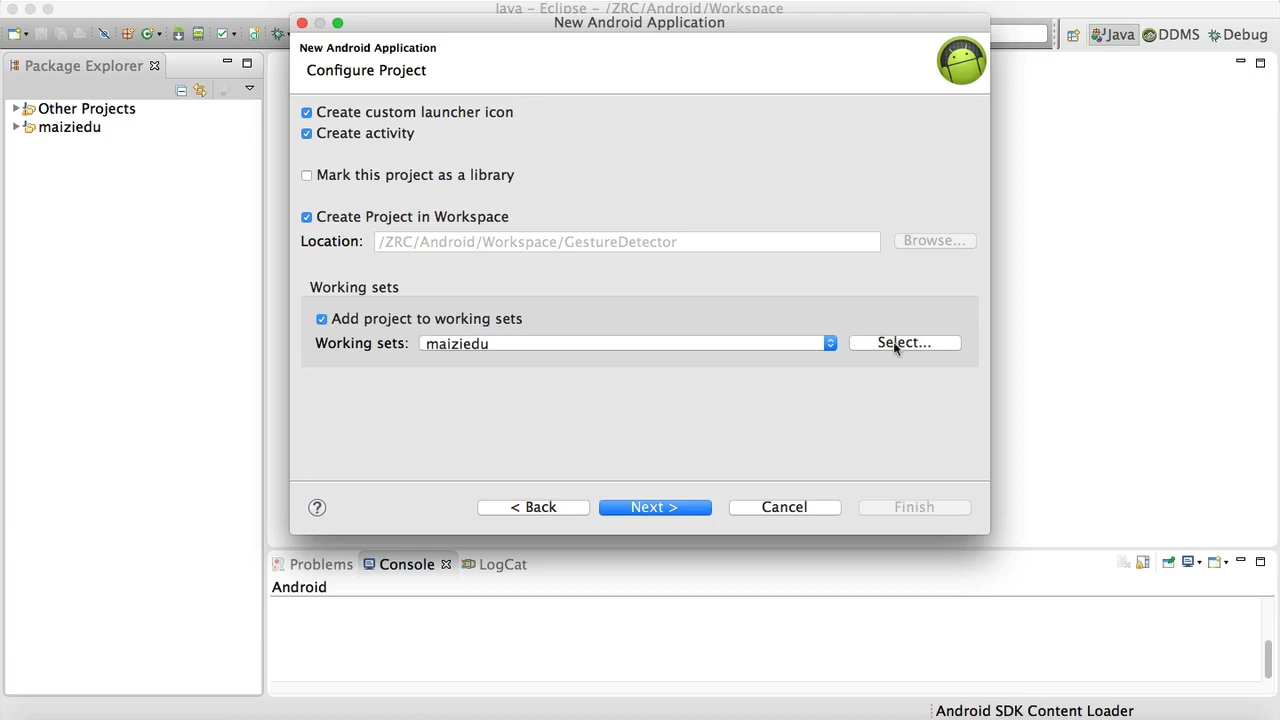 Java - Eclipse - /ZRC/Android/Workspace
New Android Application
Java
DDMS
Debug
Package Explorer
Other Projects
maiziedu
New Android Application
Configure Project
Create custom launcher icon
Create activity
Mark this project as a library
Create Project in Workspace
Location: /ZRC/Android/Workspace/GestureDetector Browse...
Working sets
Add project to working sets
Working sets: maiziedu Select...
? < Back Next > Cancel Finish
Problems Console LogCat
Android
Android SDK Content Loader